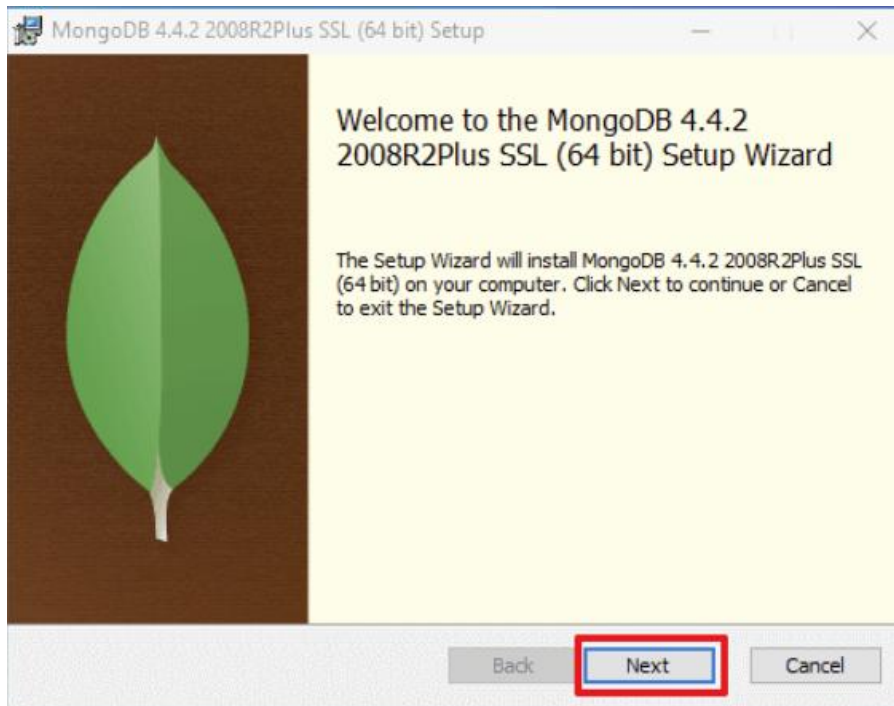 MongoDB 4.4.2 2008R2Plus SSL (64 bit) Setup
Welcome to the MongoDB 4.4.2
2008R2Plus SSL (64 bit) Setup Wizard
The Setup Wizard will install MongoDB 4.4.2 2008R2Plus SSL
(64 bit) on your computer. Click Next to continue or Cancel
to exit the Setup Wizard.
Back Next Cancel